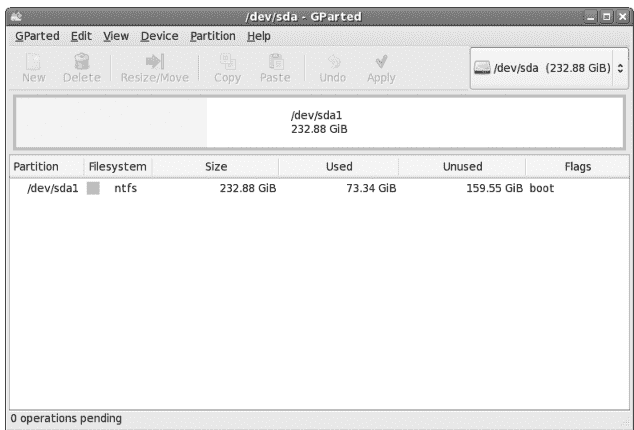 /dev/sda - GParted
GParted Edit View Device Partition Help
New Delete Resize/Move Copy Paste Undo Apply
/dev/sda (232.88 GiB)
/dev/sda1
232.88 GiB
Partition Filesystem Size Used Unused Flags
/dev/sda1 ntfs 232.88 GiB 73.34 GiB 159.55 GiB boot
0 operations pending